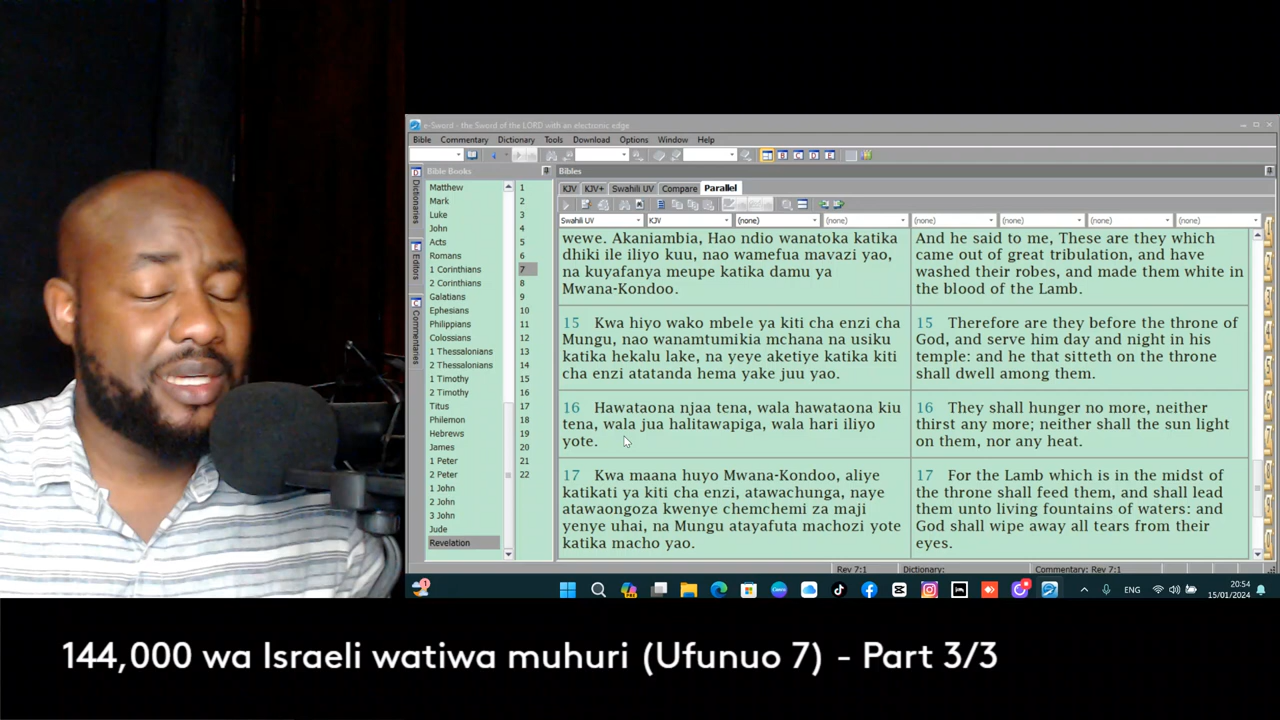 e-Sword - the Sword of the LORD with an electronic edge
Bible Commentary Dictionary Tools Download Options Window Help
Bible Books
Bibles
KJV KJV+ Swahili UV Compare Parallel
Swahili UV KJV (none) (none) (none) (none) (none) (none)
Dictionaries
Editors
Commentaries
Matthew
Mark
Luke
John
Acts
Romans
1 Corinthians
2 Corinthians
Galatians
Ephesians
Philippians
Colossians
1 Thessalonians
2 Thessalonians
1 Timothy
2 Timothy
Titus
Philemon
Hebrews
James
1 Peter
2 Peter
1 John
2 John
3 John
Jude
Revelation
1
2
3
4
5
6
7
8
9
10
11
12
13
14
15
16
17
18
19
20
21
22
wewe. Akaniambia, Hao ndio wanatoka katika
dhiki ile iliyo kuu, nao wamefua mavazi yao,
na kuyafanya meupe katika damu ya
Mwana-Kondoo.
And he said to me, These are they which
came out of great tribulation, and have
washed their robes, and made them white in
the blood of the Lamb.
15 Kwa hiyo wako mbele ya kiti cha enzi cha
Mungu, nao wanamtumikia mchana na usiku
katika hekalu lake, na yeye aketiye katika kiti
cha enzi atatanda hema yake juu yao.
15 Therefore are they before the throne of
God, and serve him day and night in his
temple: and he that sitteth on the throne
shall dwell among them.
16 Hawataona njaa tena, wala hawataona kiu
tena, wala jua halitawapiga, wala hari iliyo
yote.
16 They shall hunger no more, neither
thirst any more; neither shall the sun light
on them, nor any heat.
17 Kwa maana huyo Mwana-Kondoo, aliye
katikati ya kiti cha enzi, atawachunga, naye
atawaongoza kwenye chemchemi za maji
yenye uhai, na Mungu atayafuta machozi yote
katika macho yao.
17 For the Lamb which is in the midst of
the throne shall feed them, and shall lead
them unto living fountains of waters: and
God shall wipe away all tears from their
eyes.
Rev 7:1 Dictionary: Commentary: Rev 7:1
ENG
20:54
15/01/2024
144,000 wa Israeli watiwa muhuri (Ufunuo 7) - Part 3/3